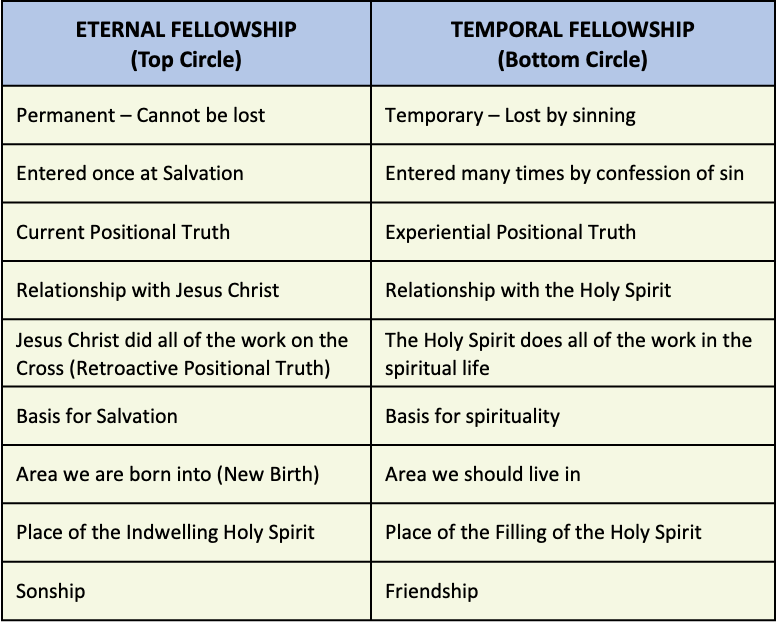 ETERNAL FELLOWSHIP
(Top Circle)
TEMPORAL FELLOWSHIP
(Bottom Circle)
Permanent – Cannot be lost
Temporary – Lost by sinning
Entered once at Salvation
Entered many times by confession of sin
Current Positional Truth
Experiential Positional Truth
Relationship with Jesus Christ
Relationship with the Holy Spirit
Jesus Christ did all of the work on the
Cross (Retroactive Positional Truth)
The Holy Spirit does all of the work in the
spiritual life
Basis for Salvation
Basis for spirituality
Area we are born into (New Birth)
Area we should live in
Place of the Indwelling Holy Spirit
Place of the Filling of the Holy Spirit
Sonship
Friendship